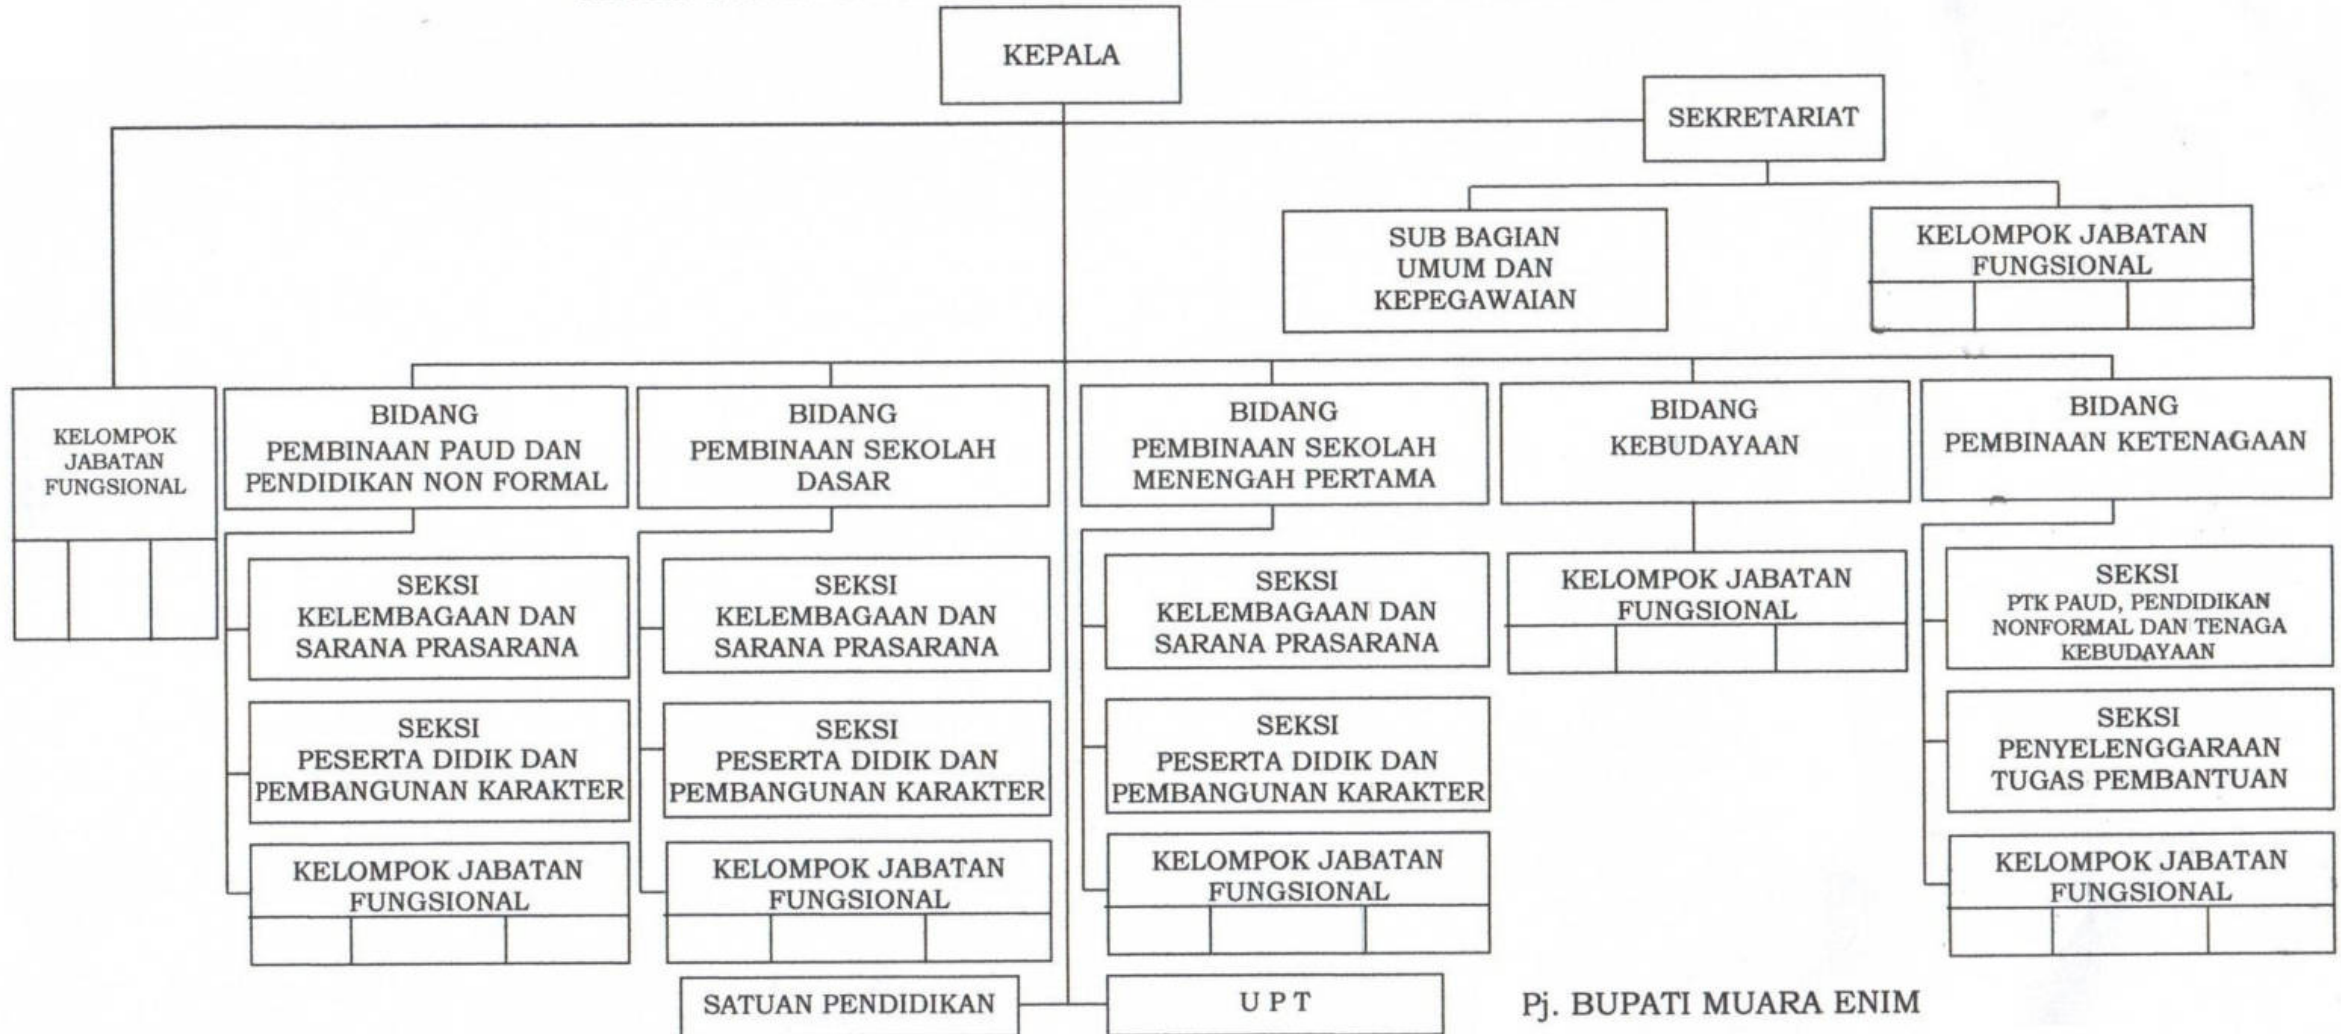 KEPALA
SEKRETARIAT
SUB BAGIAN
UMUM DAN
KEPEGAWAIAN
KELOMPOK JABATAN
FUNGSIONAL
KELOMPOK
JABATAN
FUNGSIONAL
BIDANG
PEMBINAAN PAUD DAN
PENDIDIKAN NON FORMAL
BIDANG
PEMBINAAN SEKOLAH
DASAR
BIDANG
PEMBINAAN SEKOLAH
MENENGAH PERTAMA
BIDANG
KEBUDAYAAN
BIDANG
PEMBINAAN KETENAGAAN
SEKSI
KELEMBAGAAN DAN
SARANA PRASARANA
SEKSI
KELEMBAGAAN DAN
SARANA PRASARANA
SEKSI
KELEMBAGAAN DAN
SARANA PRASARANA
KELOMPOK JABATAN
FUNGSIONAL
SEKSI
PTK PAUD, PENDIDIKAN
NONFORMAL DAN TENAGA
KEBUDAYAAN
SEKSI
PESERTA DIDIK DAN
PEMBANGUNAN KARAKTER
SEKSI
PESERTA DIDIK DAN
PEMBANGUNAN KARAKTER
SEKSI
PESERTA DIDIK DAN
PEMBANGUNAN KARAKTER
SEKSI
PENYELENGGARAAN
TUGAS PEMBANTUAN
KELOMPOK JABATAN
FUNGSIONAL
KELOMPOK JABATAN
FUNGSIONAL
KELOMPOK JABATAN
FUNGSIONAL
KELOMPOK JABATAN
FUNGSIONAL
SATUAN PENDIDIKAN
U P T
Pj. BUPATI MUARA ENIM